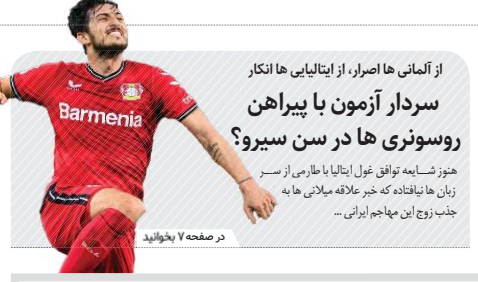 از آلمانی ها اصرار، از ایتالیایی ها انکار
سردار آزمون با پیراهن
روسونری ها در سن سیرو؟
هنوز شایعه توافق غول ایتالیا با طارمی از سر
زبان ها نیافتاده که خبر علاقه میلانی ها به
جذب زوج این مهاجم ایرانی ...
در صفحه ۷ بخوانید
Barmenia